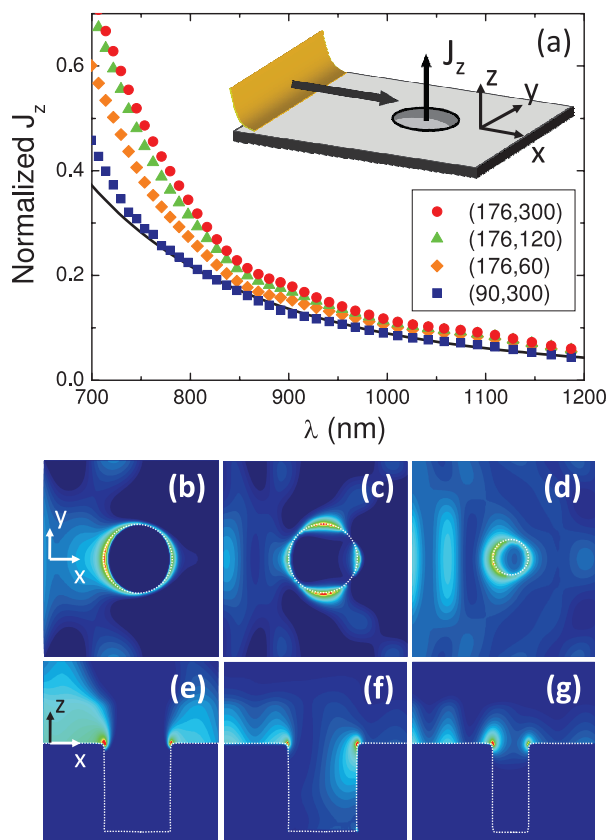 (a)
J_z
z
y
x
Normalized J_z
0.6
0.4
0.2
0.0
(176,300)
(176,120)
(176,60)
(90,300)
700 800 900 1000 1100 1200
λ (nm)
(b) (c) (d)
y
x
(e) (f) (g)
z
x